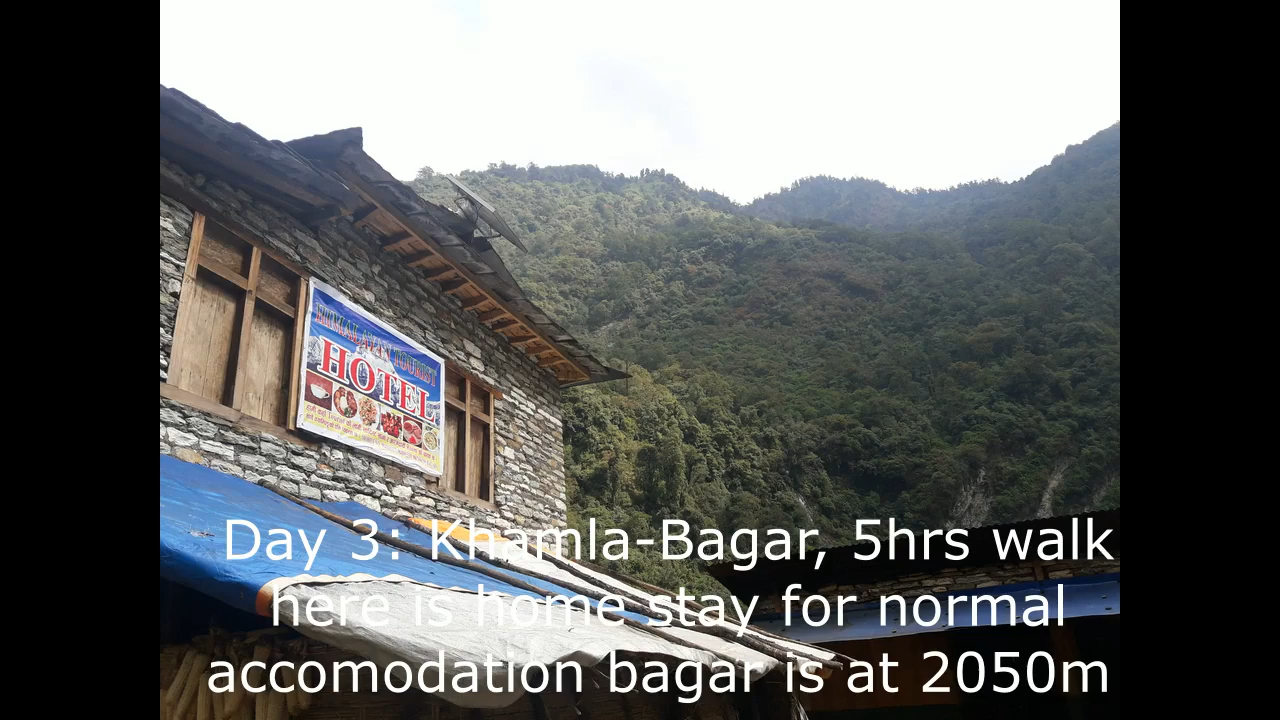 HIMALAYAN TOURIST
HOTEL
Day 3: Khamla-Bagar, 5hrs walk
here is home stay for normal
accomodation bagar is at 2050m